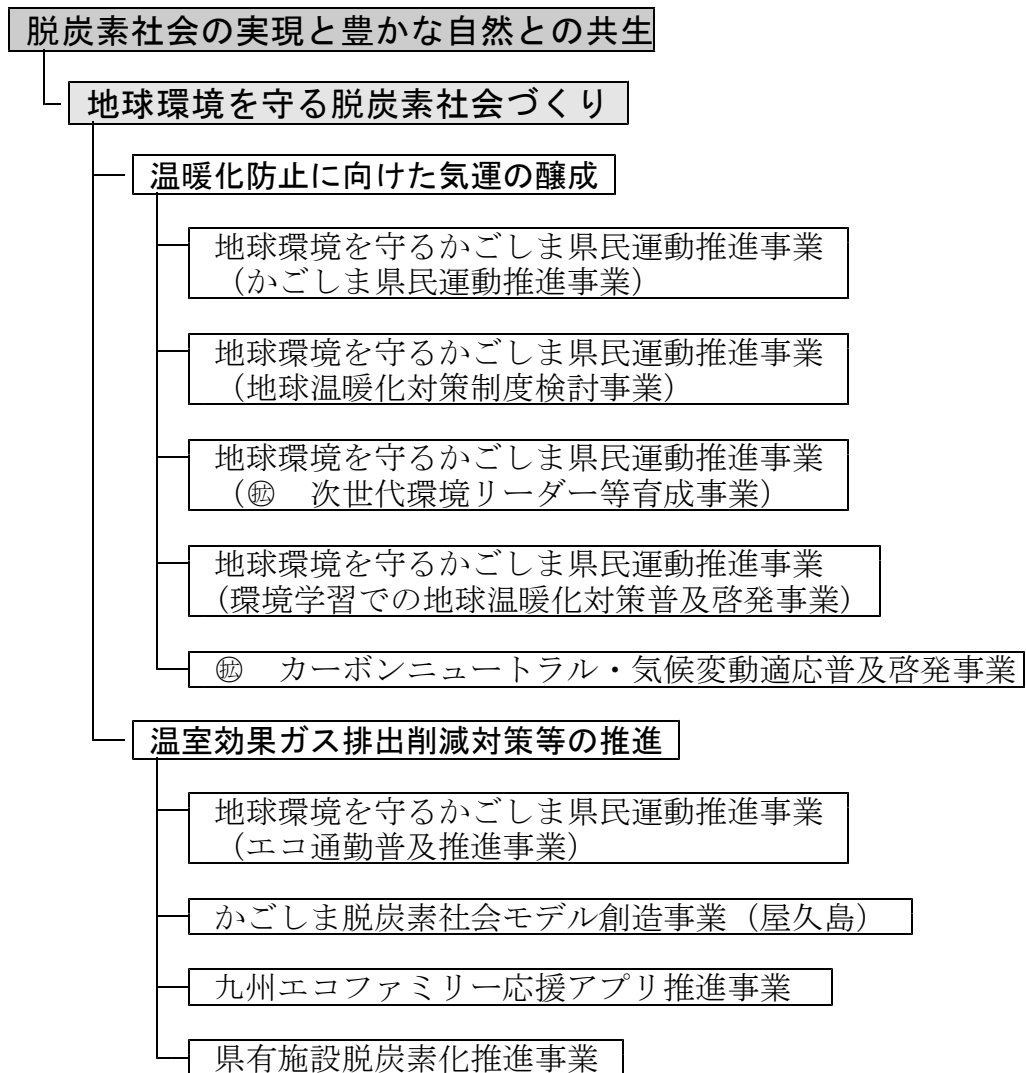 脱炭素社会の実現と豊かな自然との共生
地球環境を守る脱炭素社会づくり
温暖化防止に向けた気運の醸成
地球環境を守るかごしま県民運動推進事業
（かごしま県民運動推進事業）
地球環境を守るかごしま県民運動推進事業
（地球温暖化対策制度検討事業）
地球環境を守るかごしま県民運動推進事業
（㊋　次世代環境リーダー等育成事業）
地球環境を守るかごしま県民運動推進事業
（環境学習での地球温暖化対策普及啓発事業）
拡　カーボンニュートラル・気候変動適応普及啓発事業
温室効果ガス排出削減対策等の推進
地球環境を守るかごしま県民運動推進事業
（エコ通勤普及推進事業）
かごしま脱炭素社会モデル創造事業（屋久島）
九州エコファミリー応援アプリ推進事業
県有施設脱炭素化推進事業